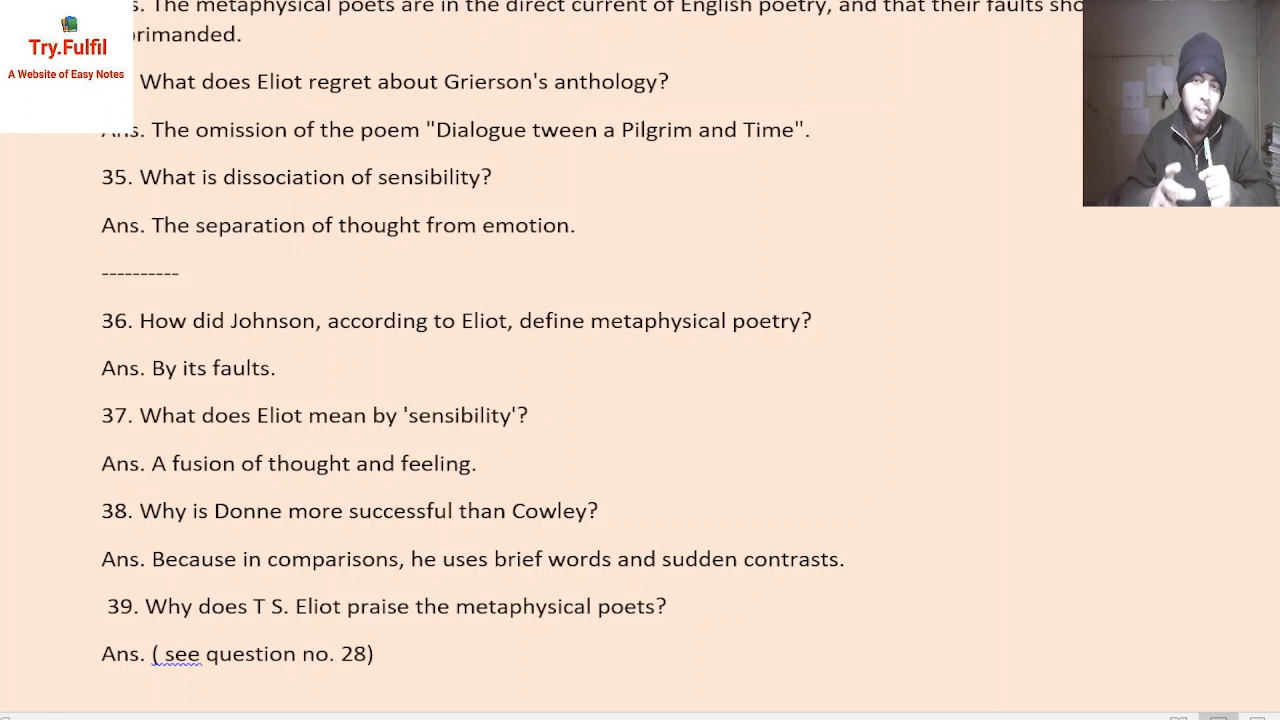 The metaphysical poets are in the direct current of English poetry, and that their faults
Try.Fulfil
A Website of Easy Notes
What does Eliot regret about Grierson's anthology?
Ans. The omission of the poem "Dialogue tween a Pilgrim and Time".
35. What is dissociation of sensibility?
Ans. The separation of thought from emotion.
----------
36. How did Johnson, according to Eliot, define metaphysical poetry?
Ans. By its faults.
37. What does Eliot mean by 'sensibility'?
Ans. A fusion of thought and feeling.
38. Why is Donne more successful than Cowley?
Ans. Because in comparisons, he uses brief words and sudden contrasts.
39. Why does T S. Eliot praise the metaphysical poets?
Ans. ( see question no. 28)